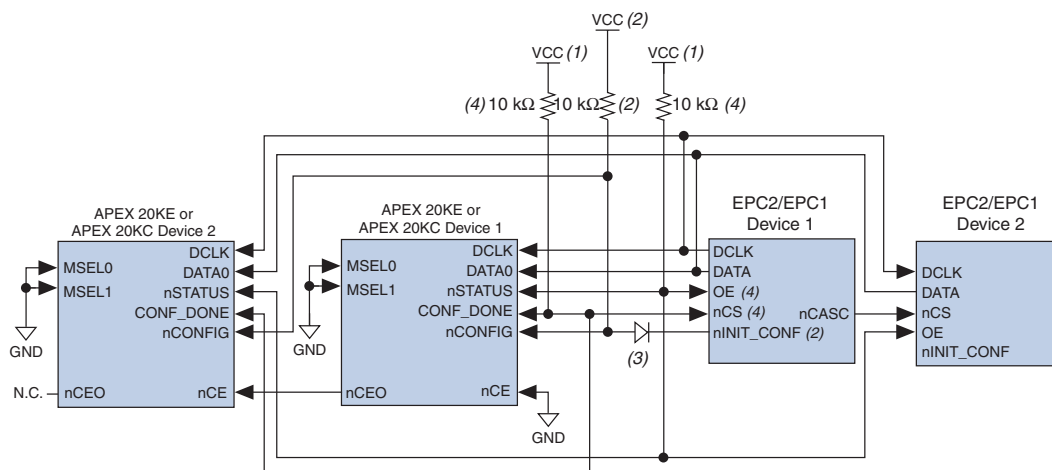 VCC (2)
VCC (1)
VCC (1)
(4) 10 kΩ
10 kΩ (2)
10 kΩ (4)
APEX 20KE or
APEX 20KC Device 2
MSEL0
MSEL1
DCLK
DATA0
nSTATUS
CONF_DONE
nCONFIG
nCEO
nCE
GND
N.C.
APEX 20KE or
APEX 20KC Device 1
MSEL0
MSEL1
DCLK
DATA0
nSTATUS
CONF_DONE
nCONFIG
nCEO
nCE
GND
GND
(3)
EPC2/EPC1
Device 1
DCLK
DATA
OE (4)
nCS (4)
nCASC
nINIT_CONF (2)
EPC2/EPC1
Device 2
DCLK
DATA
nCS
OE
nINIT_CONF